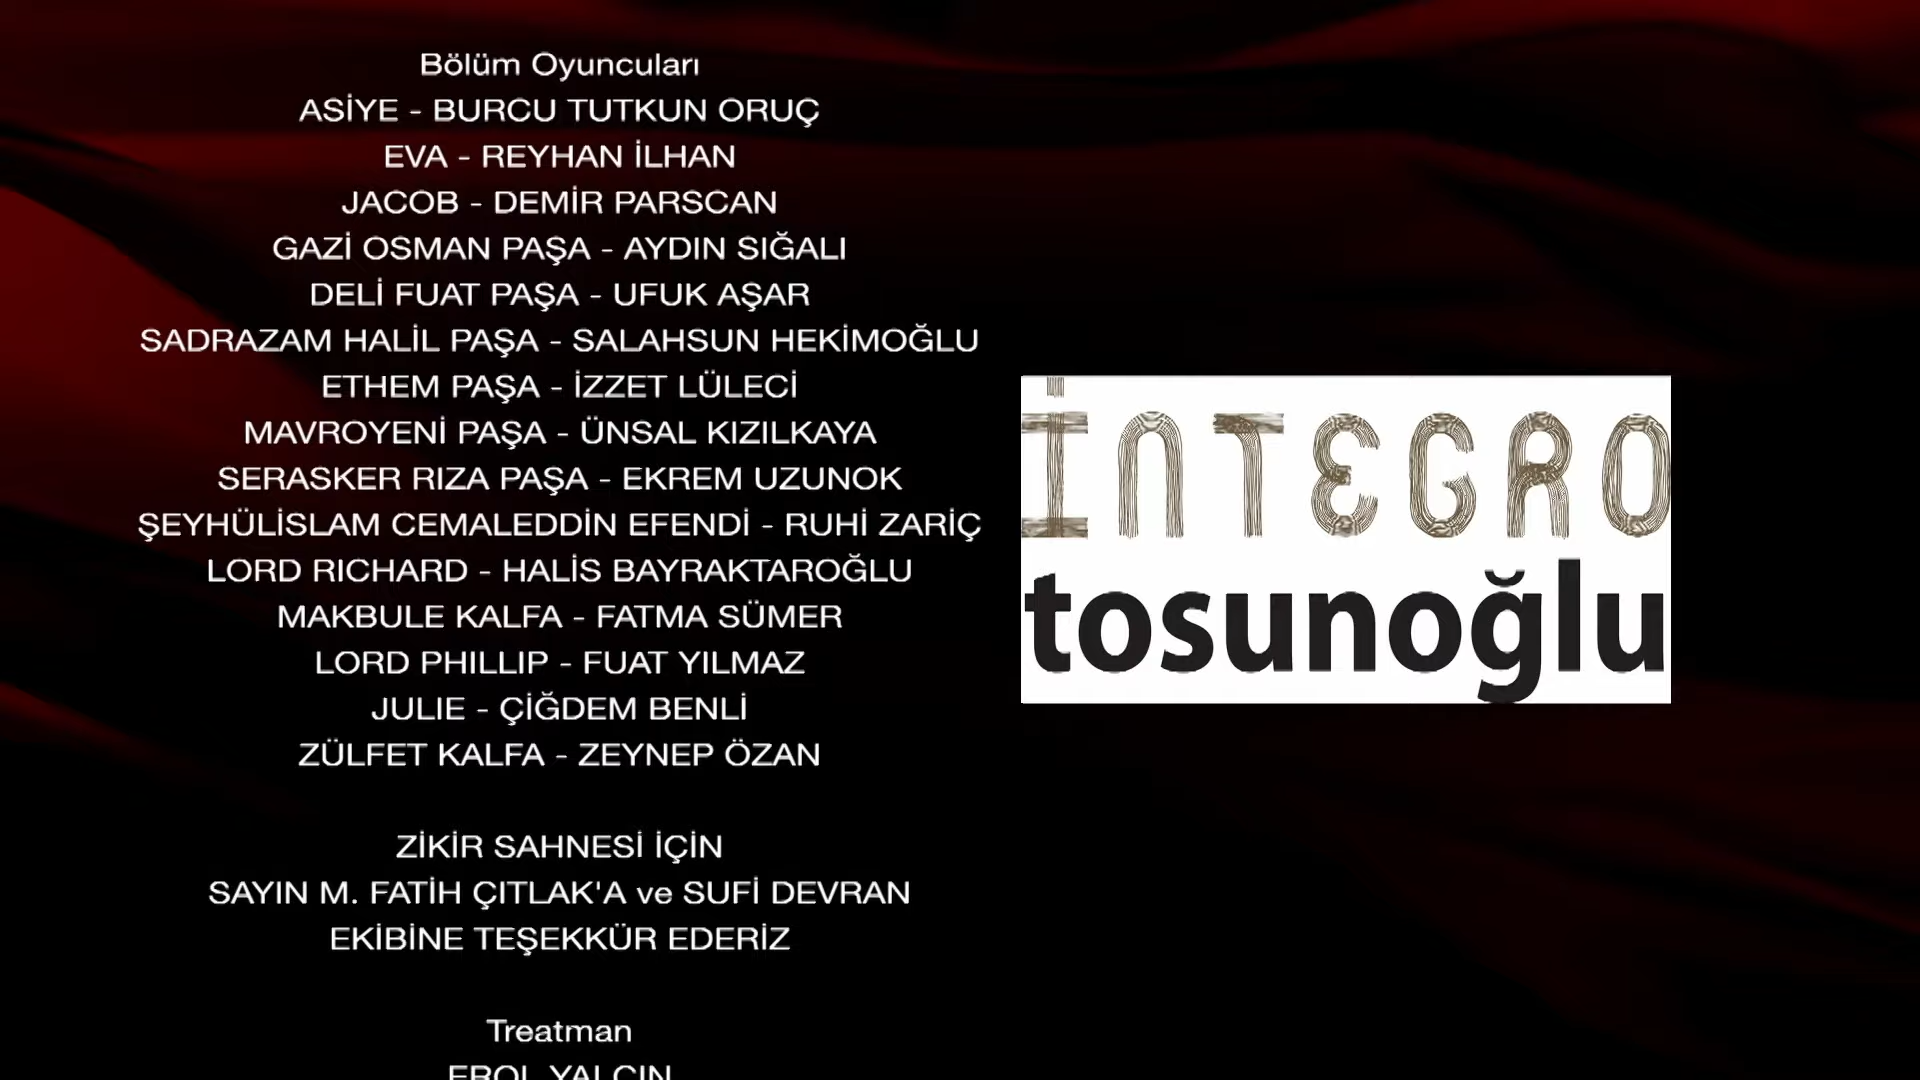 Bölüm Oyuncuları
ASİYE - BURCU TUTKUN ORUÇ
EVA - REYHAN İLHAN
JACOB - DEMİR PARSCAN
GAZİ OSMAN PAŞA - AYDIN SIĞALI
DELİ FUAT PAŞA - UFUK AŞAR
SADRAZAM HALİL PAŞA - SALAHSUN HEKİMOĞLU
ETHEM PAŞA - İZZET LÜLECİ
MAVROYENİ PAŞA - ÜNSAL KIZILKAYA
SERASKER RIZA PAŞA - EKREM UZUNOK
ŞEYHÜLİSLAM CEMALEDDİN EFENDİ - RUHİ ZARİÇ
LORD RICHARD - HALİS BAYRAKTAROĞLU
MAKBULE KALFA - FATMA SÜMER
LORD PHILLIP - FUAT YILMAZ
JULIE - ÇİĞDEM BENLİ
ZÜLFET KALFA - ZEYNEP ÖZAN
ZİKİR SAHNESİ İÇİN
SAYIN M. FATİH ÇITLAK'A ve SUFİ DEVRAN
EKİBİNE TEŞEKKÜR EDERİZ
Treatman
EROL YALÇIN
İNTEGRO
tosunoğlu